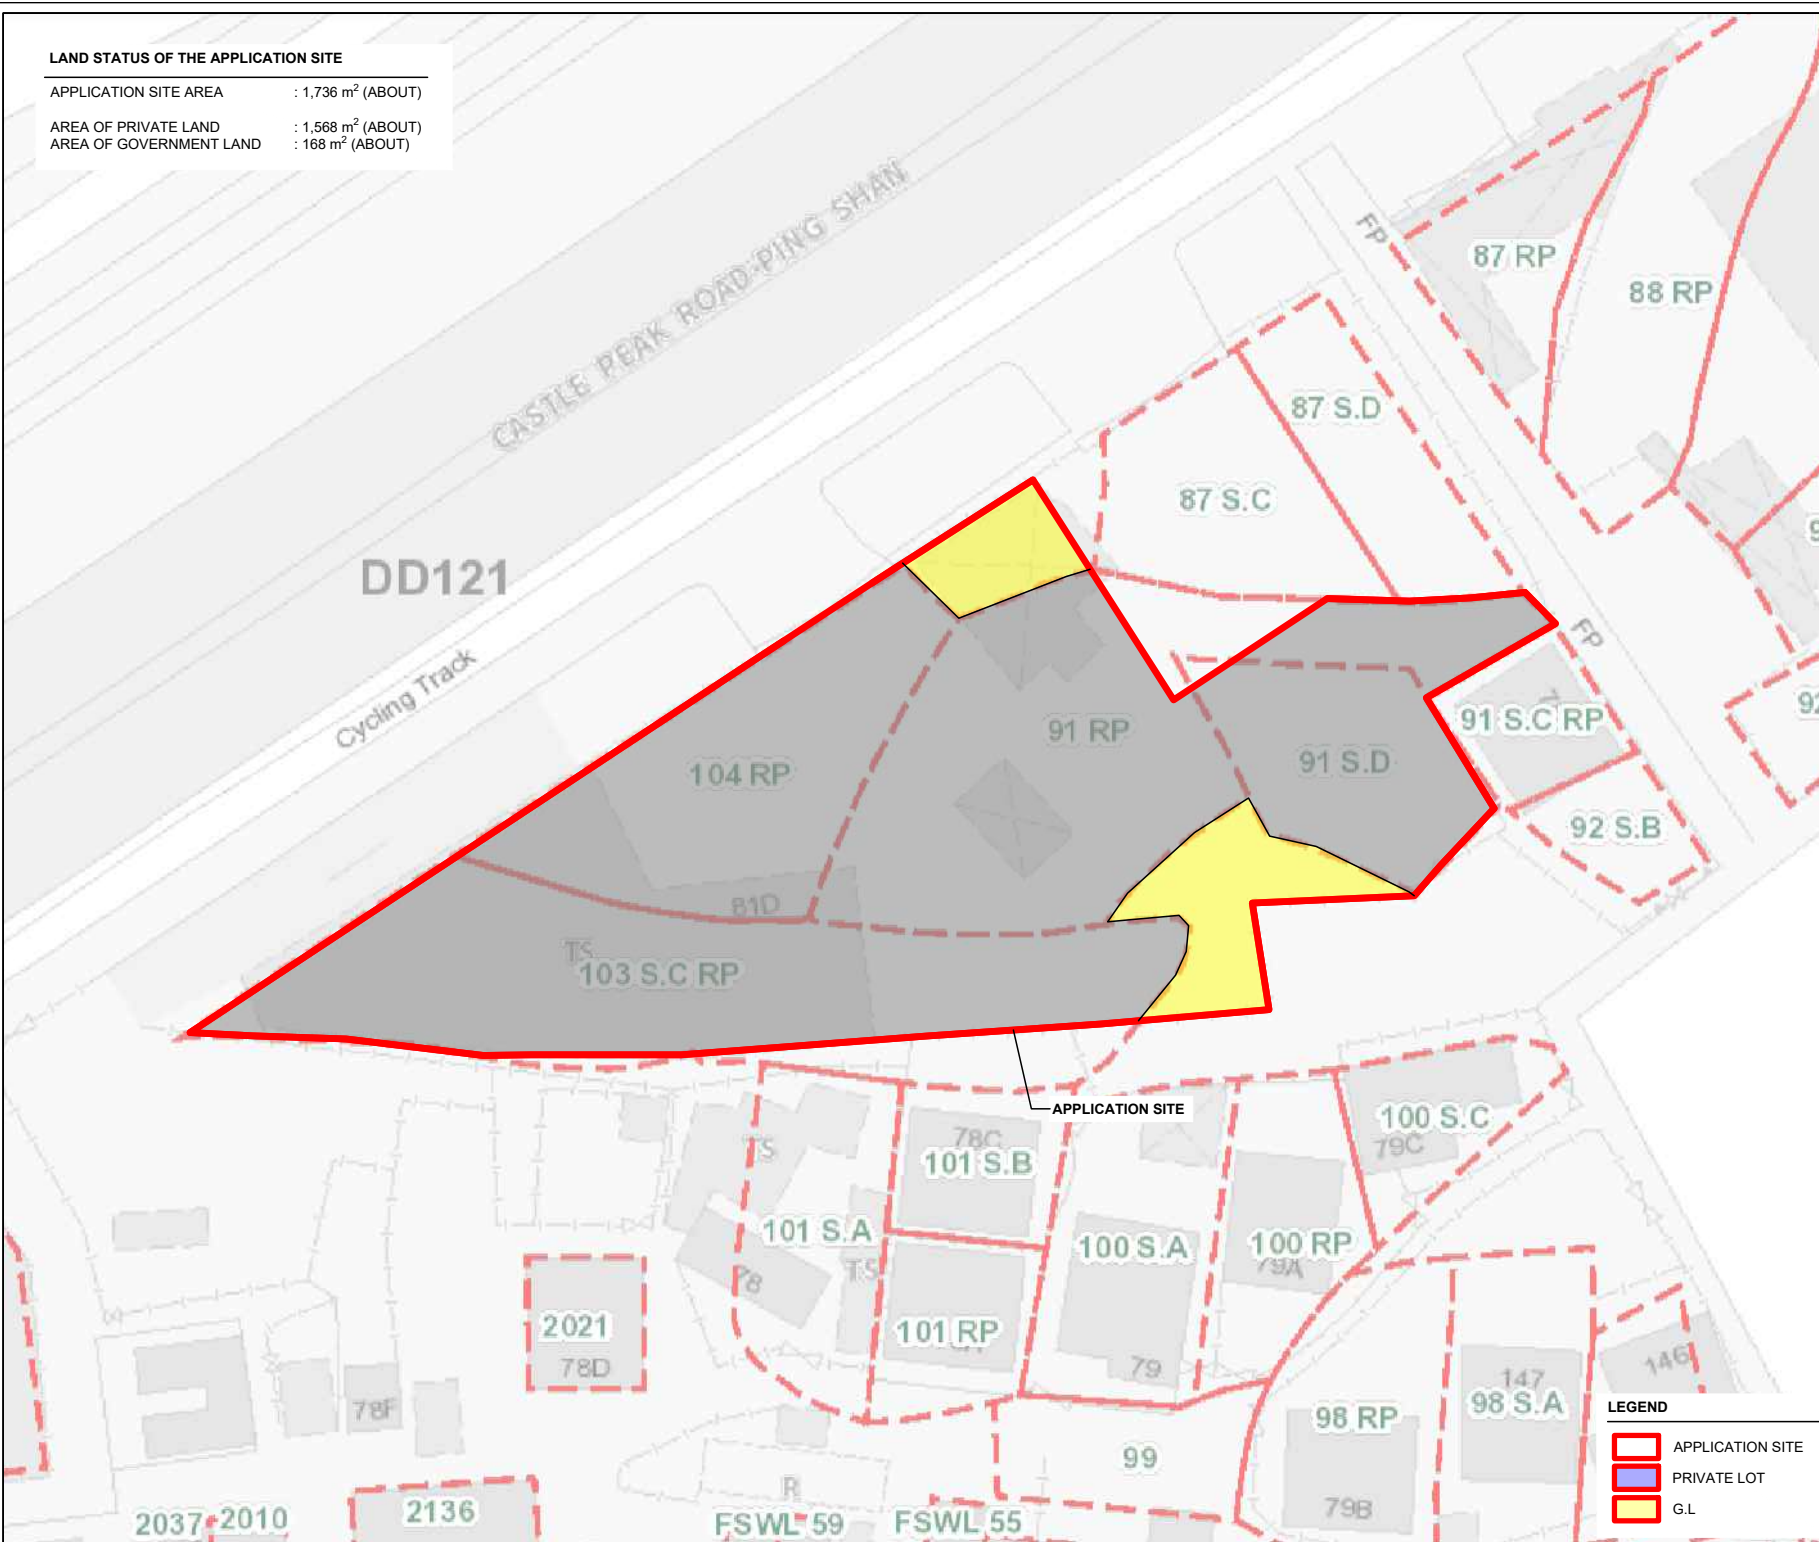 LAND STATUS OF THE APPLICATION SITE
APPLICATION SITE AREA : 1,736 m² (ABOUT)
AREA OF PRIVATE LAND : 1,568 m² (ABOUT)
AREA OF GOVERNMENT LAND : 168 m² (ABOUT)
CASTLE PEAK ROAD-PING SHAN
FP
87 RP
88 RP
87 S.D
87 S.C
DD121
Cycling Track
FP
91 S.C RP
91 RP
104 RP
91 S.D
92 S.B
81D
TS
103 S.C RP
APPLICATION SITE
100 S.C
79C
78C
101 S.B
TS
101 S.A
100 S.A
100 RP
79A
78
TS
2021
78D
101 RP
79
146
147
98 S.A
98 RP
78F
99
79B
R
2037
2010
2136
FSWL 59
FSWL 55
LEGEND
APPLICATION SITE
PRIVATE LOT
G.L